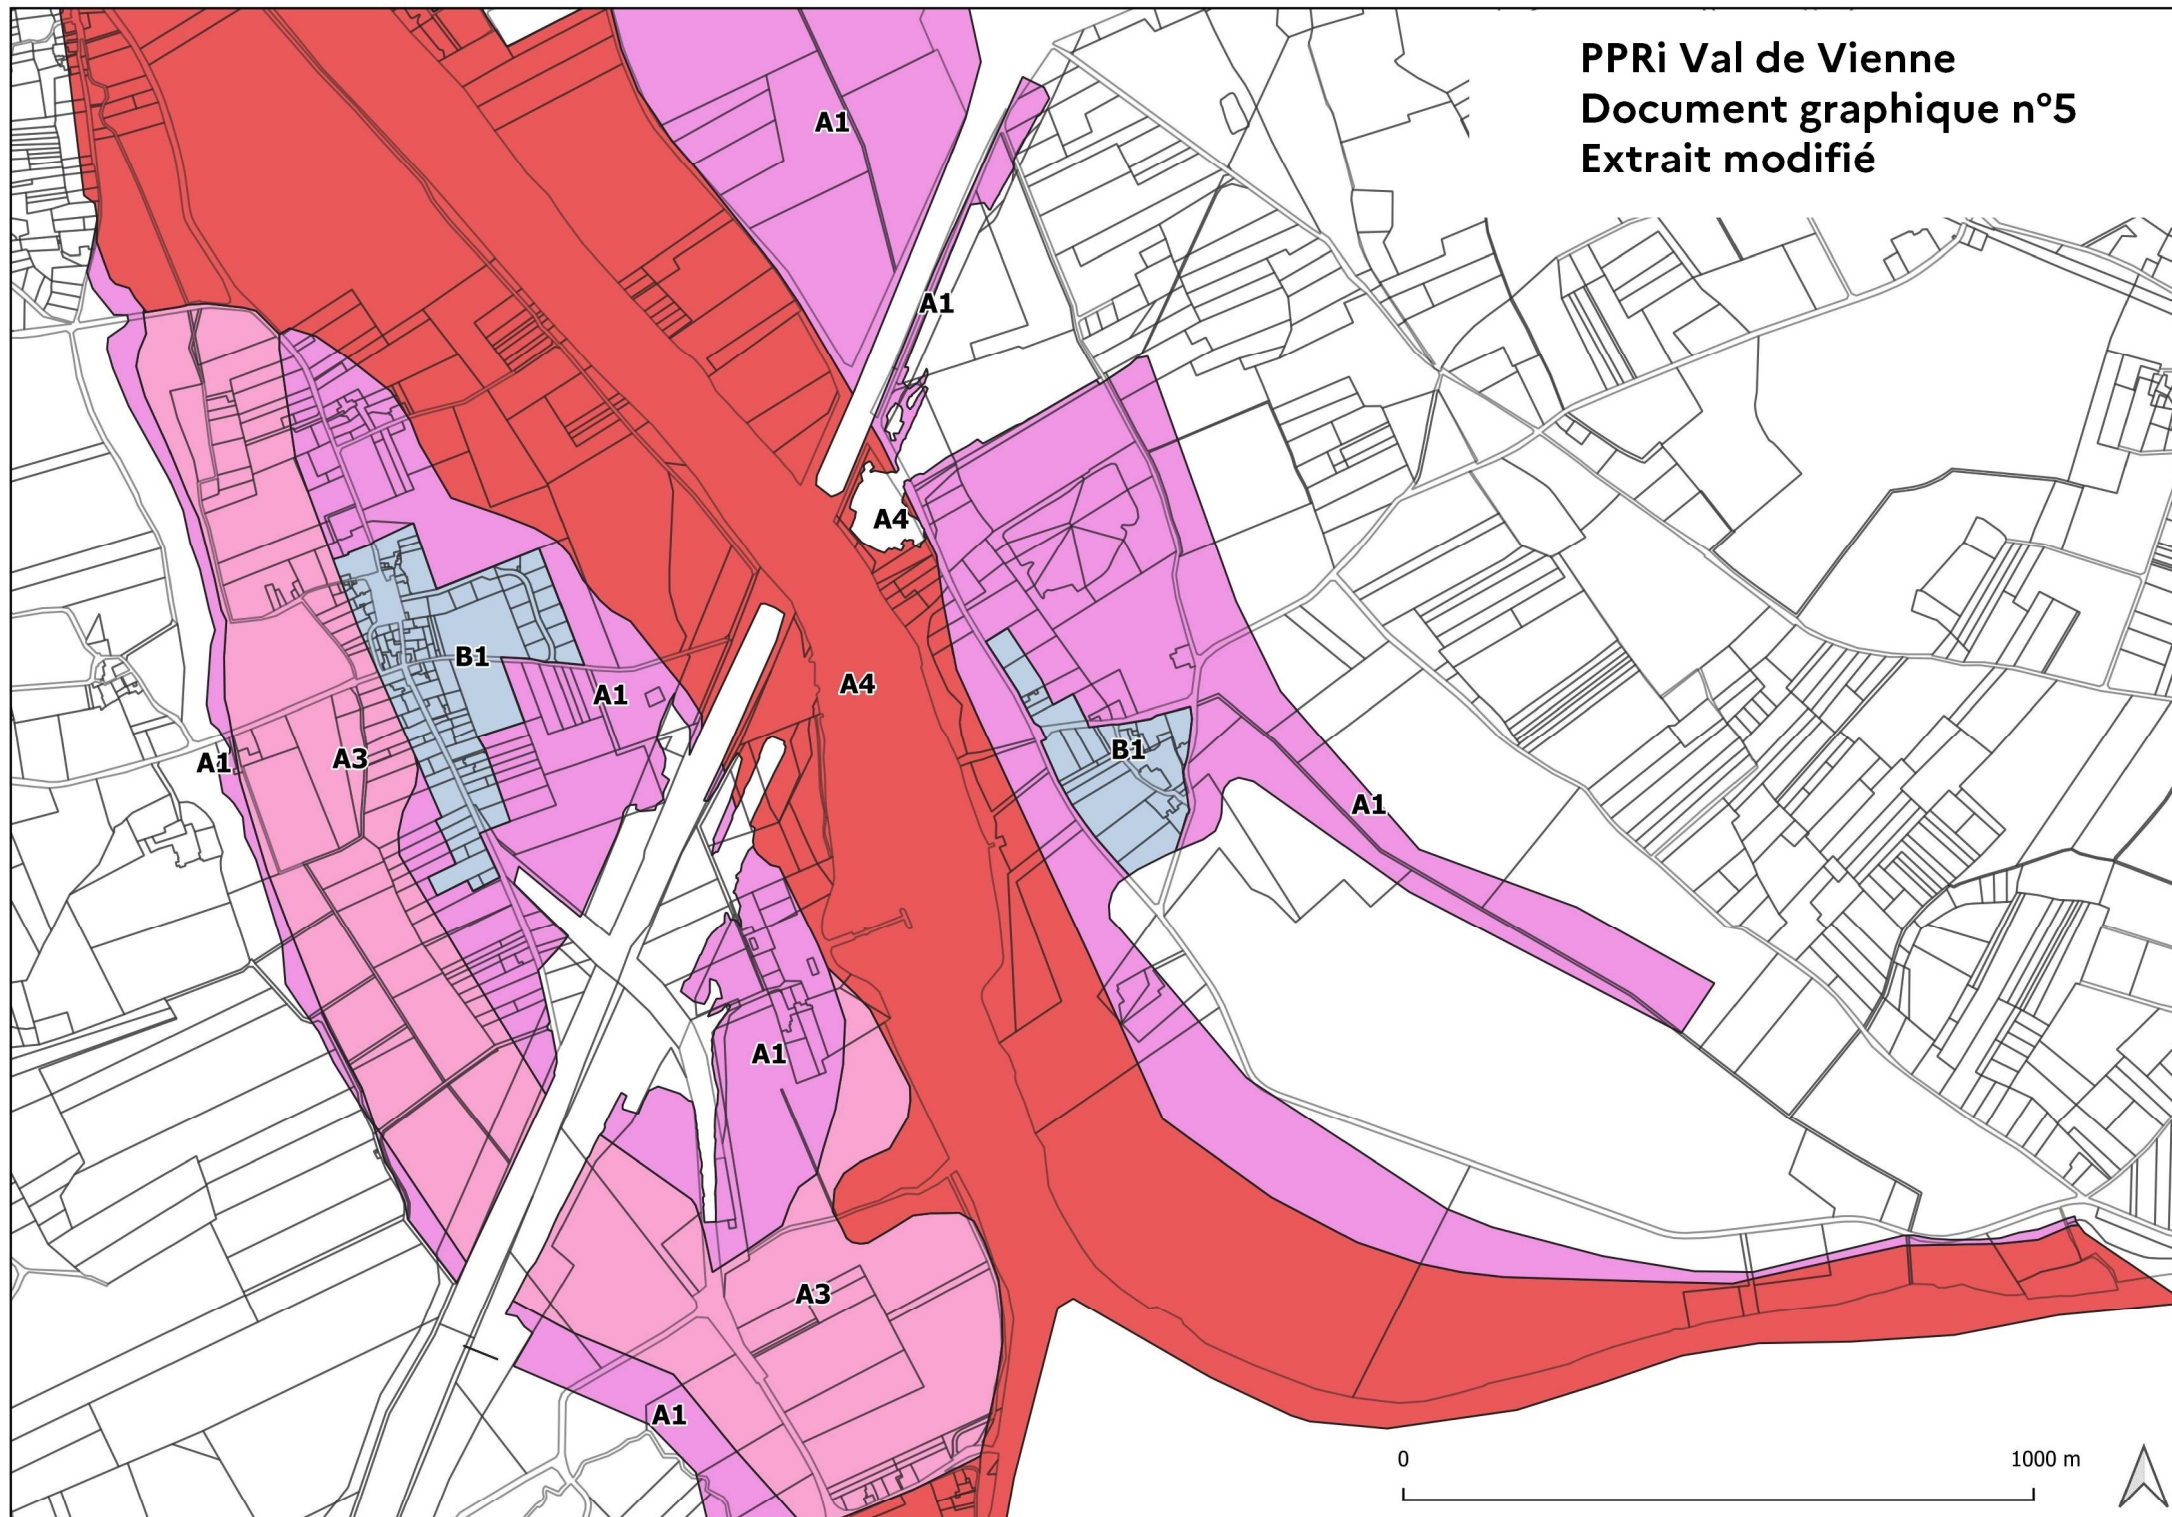 PPRi Val de Vienne
Document graphique n°5
Extrait modifié
A1
A1
A4
B1
A4
A1
B1
A3
A1
A1
A1
A3
A1
0
1000 m